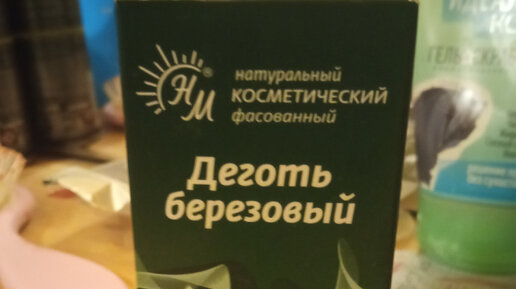 НМ®
натуральный
КОСМЕТИЧЕСКИЙ
фасованный
Деготь
березовый